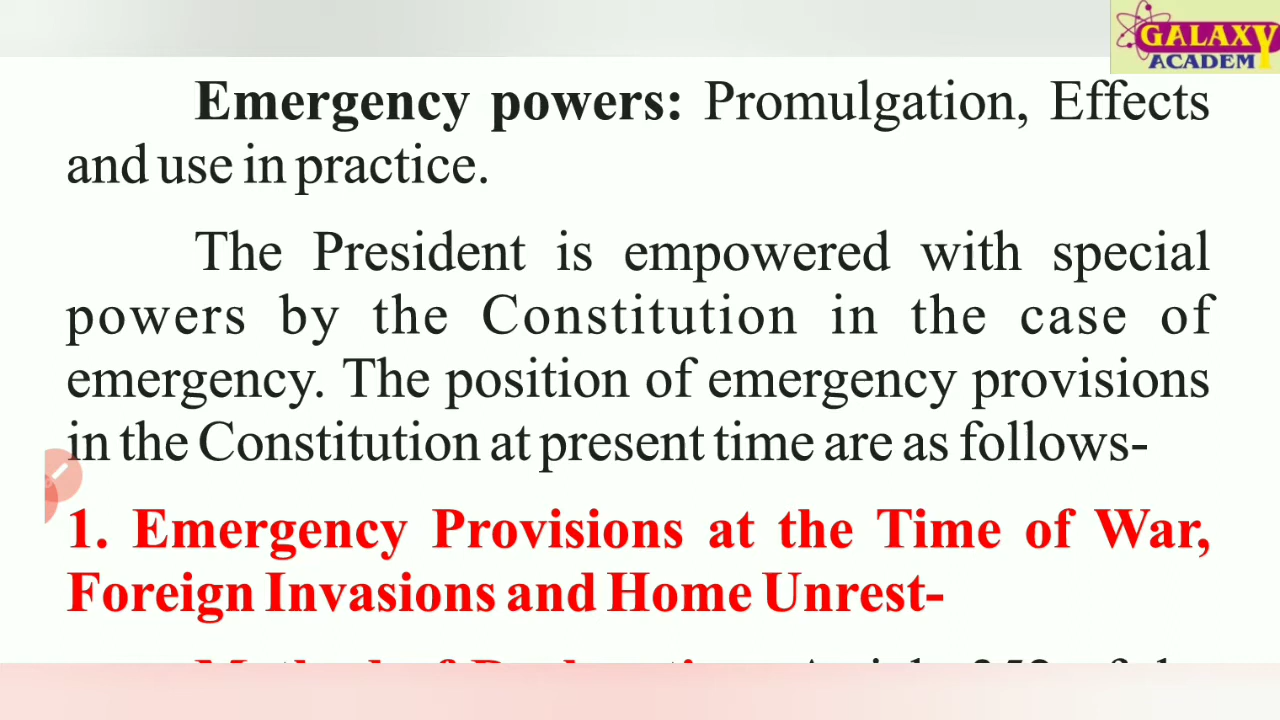 GALAXY
ACADEMY
Emergency powers: Promulgation, Effects
and use in practice.
The President is empowered with special
powers by the Constitution in the case of
emergency. The position of emergency provisions
in the Constitution at present time are as follows-
1. Emergency Provisions at the Time of War,
Foreign Invasions and Home Unrest-